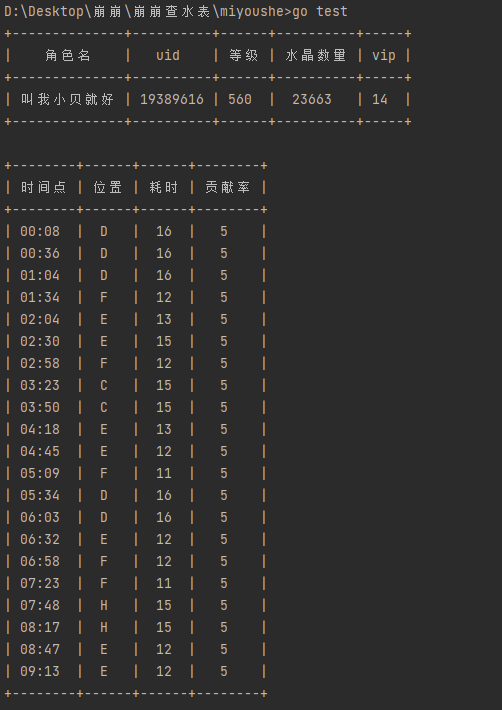 D:\Desktop\崩崩\崩崩查水表\miyoushe>go test
+-------------+----------+------+----------+-----+
| 角色名 | uid | 等级 | 水晶数量 | vip |
+-------------+----------+------+----------+-----+
| 叫我小贝就好 | 19389616 | 560 | 23663 | 14 |
+-------------+----------+------+----------+-----+
+--------+------+------+--------+
| 时间点 | 位置 | 耗时 | 贡献率 |
+--------+------+------+--------+
| 00:08 | D | 16 | 5 |
| 00:36 | D | 16 | 5 |
| 01:04 | D | 16 | 5 |
| 01:34 | F | 12 | 5 |
| 02:04 | E | 13 | 5 |
| 02:30 | E | 15 | 5 |
| 02:58 | F | 12 | 5 |
| 03:23 | C | 15 | 5 |
| 03:50 | C | 15 | 5 |
| 04:18 | E | 13 | 5 |
| 04:45 | E | 12 | 5 |
| 05:09 | F | 11 | 5 |
| 05:34 | D | 16 | 5 |
| 06:03 | D | 16 | 5 |
| 06:32 | E | 12 | 5 |
| 06:58 | F | 12 | 5 |
| 07:23 | F | 11 | 5 |
| 07:48 | H | 15 | 5 |
| 08:17 | H | 15 | 5 |
| 08:47 | E | 12 | 5 |
| 09:13 | E | 12 | 5 |
+--------+------+------+--------+